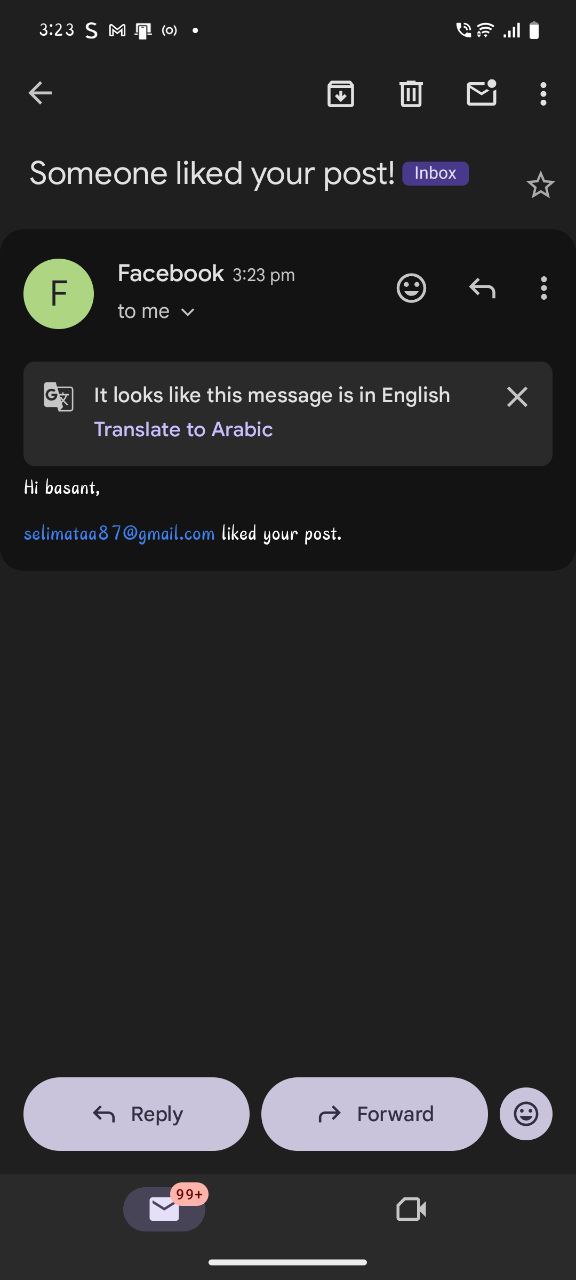 3:23 S
Someone liked your post! Inbox
F
Facebook 3:23 pm
to me
It looks like this message is in English
Translate to Arabic
Hi basant,
selimataa87@gmail.com liked your post.
Reply
Forward
99+